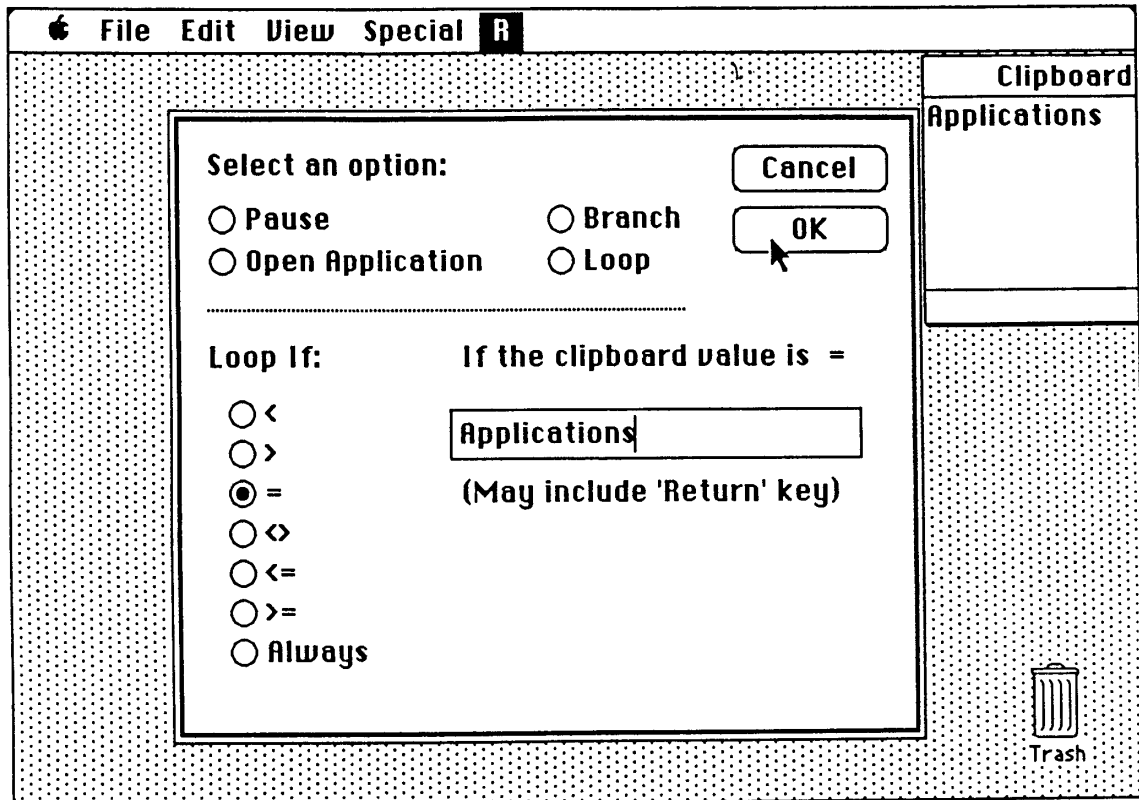 File Edit View Special R
Clipboard
Applications
Select an option:
Cancel
Pause
Branch
OK
Open Application
Loop
Loop If:
If the clipboard value is =
<
>
Applications
=
(May include 'Return' key)
<>
<=
>=
Always
Trash